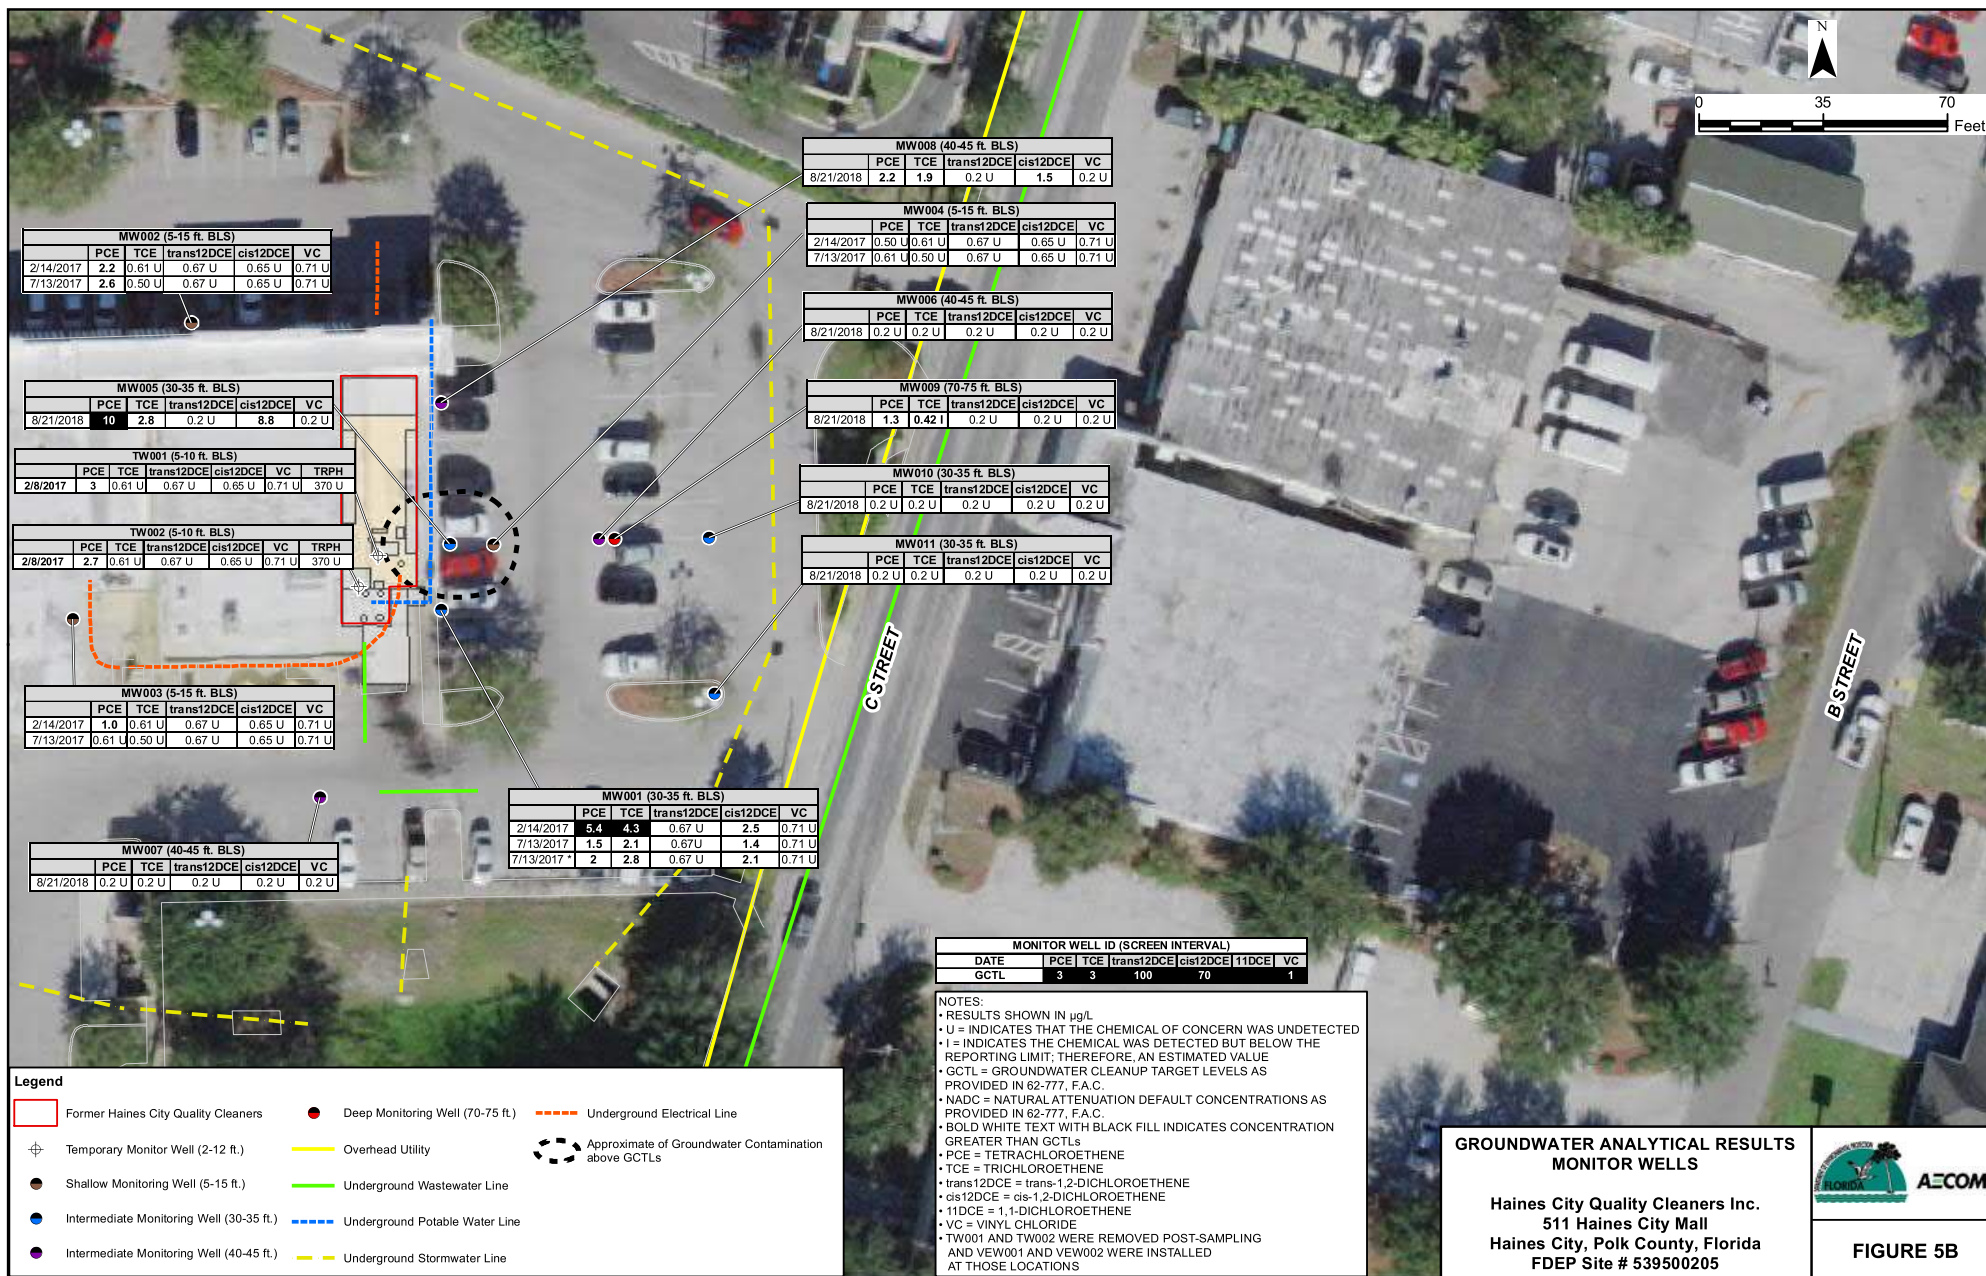 N
0 35 70
Feet
MW008 (40-45 ft. BLS)
PCE TCE trans12DCE cis12DCE VC
8/21/2018 2.2 1.9 0.2 U 1.5 0.2 U
MW004 (5-15 ft. BLS)
PCE TCE trans12DCE cis12DCE VC
2/14/2017 0.50 U 0.61 U 0.67 U 0.65 U 0.71 U
7/13/2017 0.61 U 0.50 U 0.67 U 0.65 U 0.71 U
MW002 (5-15 ft. BLS)
PCE TCE trans12DCE cis12DCE VC
2/14/2017 2.2 0.61 U 0.67 U 0.65 U 0.71 U
7/13/2017 2.6 0.50 U 0.67 U 0.65 U 0.71 U
MW006 (40-45 ft. BLS)
PCE TCE trans12DCE cis12DCE VC
8/21/2018 0.2 U 0.2 U 0.2 U 0.2 U 0.2 U
MW005 (30-35 ft. BLS)
PCE TCE trans12DCE cis12DCE VC
8/21/2018 10 2.8 0.2 U 8.8 0.2 U
MW009 (70-75 ft. BLS)
PCE TCE trans12DCE cis12DCE VC
8/21/2018 1.3 0.42 I 0.2 U 0.2 U 0.2 U
TW001 (5-10 ft. BLS)
PCE TCE trans12DCE cis12DCE VC TRPH
2/8/2017 3 0.61 U 0.67 U 0.65 U 0.71 U 370 U
MW010 (30-35 ft. BLS)
PCE TCE trans12DCE cis12DCE VC
8/21/2018 0.2 U 0.2 U 0.2 U 0.2 U 0.2 U
TW002 (5-10 ft. BLS)
PCE TCE trans12DCE cis12DCE VC TRPH
2/8/2017 2.7 0.61 U 0.67 U 0.65 U 0.71 U 370 U
MW011 (30-35 ft. BLS)
PCE TCE trans12DCE cis12DCE VC
8/21/2018 0.2 U 0.2 U 0.2 U 0.2 U 0.2 U
C STREET
B STREET
MW003 (5-15 ft. BLS)
PCE TCE trans12DCE cis12DCE VC
2/14/2017 1.0 0.61 U 0.67 U 0.65 U 0.71 U
7/13/2017 0.61 U 0.50 U 0.67 U 0.65 U 0.71 U
MW001 (30-35 ft. BLS)
PCE TCE trans12DCE cis12DCE VC
2/14/2017 5.4 4.3 0.67 U 2.5 0.71 U
7/13/2017 1.5 2.1 0.67U 1.4 0.71 U
7/13/2017 * 2 2.8 0.67 U 2.1 0.71 U
MW007 (40-45 ft. BLS)
PCE TCE trans12DCE cis12DCE VC
8/21/2018 0.2 U 0.2 U 0.2 U 0.2 U 0.2 U
MONITOR WELL ID (SCREEN INTERVAL)
DATE PCE TCE trans12DCE cis12DCE 11DCE VC
GCTL 3 3 100 70 1
NOTES:
• RESULTS SHOWN IN µg/L
• U = INDICATES THAT THE CHEMICAL OF CONCERN WAS UNDETECTED
• I = INDICATES THE CHEMICAL WAS DETECTED BUT BELOW THE
REPORTING LIMIT; THEREFORE, AN ESTIMATED VALUE
• GCTL = GROUNDWATER CLEANUP TARGET LEVELS AS
PROVIDED IN 62-777, F.A.C.
• NADC = NATURAL ATTENUATION DEFAULT CONCENTRATIONS AS
PROVIDED IN 62-777, F.A.C.
• BOLD WHITE TEXT WITH BLACK FILL INDICATES CONCENTRATION
GREATER THAN GCTLs
• PCE = TETRACHLOROETHENE
• TCE = TRICHLOROETHENE
• trans12DCE = trans-1,2-DICHLOROETHENE
• cis12DCE = cis-1,2-DICHLOROETHENE
• 11DCE = 1,1-DICHLOROETHENE
• VC = VINYL CHLORIDE
• TW001 AND TW002 WERE REMOVED POST-SAMPLING
AND VEW001 AND VEW002 WERE INSTALLED
AT THOSE LOCATIONS
Legend
Former Haines City Quality Cleaners
Temporary Monitor Well (2-12 ft.)
Shallow Monitoring Well (5-15 ft.)
Intermediate Monitoring Well (30-35 ft.)
Intermediate Monitoring Well (40-45 ft.)
Deep Monitoring Well (70-75 ft.)
Overhead Utility
Underground Wastewater Line
Underground Potable Water Line
Underground Stormwater Line
Underground Electrical Line
Approximate of Groundwater Contamination
above GCTLs
GROUNDWATER ANALYTICAL RESULTS
MONITOR WELLS
Haines City Quality Cleaners Inc.
511 Haines City Mall
Haines City, Polk County, Florida
FDEP Site # 539500205
FLORIDA
AECOM
FIGURE 5B